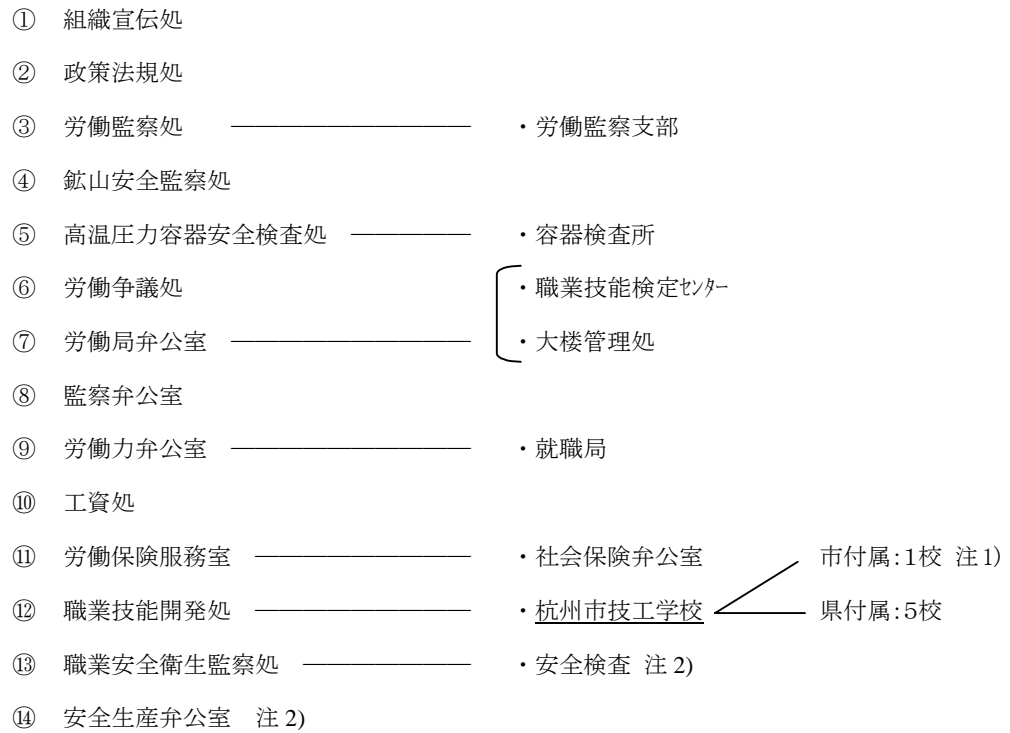 ① 組織宣伝処
② 政策法規処
③ 労働監察処 ・労働監察支部
④ 鉱山安全監察処
⑤ 高温圧力容器安全検査処 ・容器検査所
⑥ 労働争議処 ・職業技能検定ｾﾝﾀｰ
⑦ 労働局弁公室 ・大楼管理処
⑧ 監察弁公室
⑨ 労働力弁公室 ・就職局
⑩ 工資処
⑪ 労働保険服務室 ・社会保険弁公室 市付属：１校 注1)
⑫ 職業技能開発処 ・杭州市技工学校 県付属：５校
⑬ 職業安全衛生監察処 ・安全検査 注 2)
⑭ 安全生産弁公室 注 2)